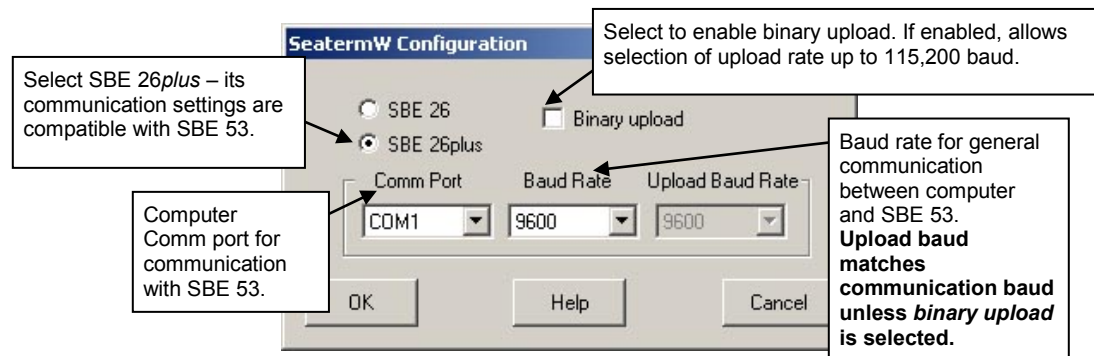 SeatermW Configuration
Select to enable binary upload. If enabled, allows
selection of upload rate up to 115,200 baud.
Select SBE 26plus – its
communication settings are
compatible with SBE 53.
SBE 26
SBE 26plus
Binary upload
Comm Port
Baud Rate
Upload Baud Rate
COM1
9600
9600
Computer
Comm port for
communication
with SBE 53.
Baud rate for general
communication
between computer
and SBE 53.
Upload baud
matches
communication baud
unless binary upload
is selected.
OK
Help
Cancel